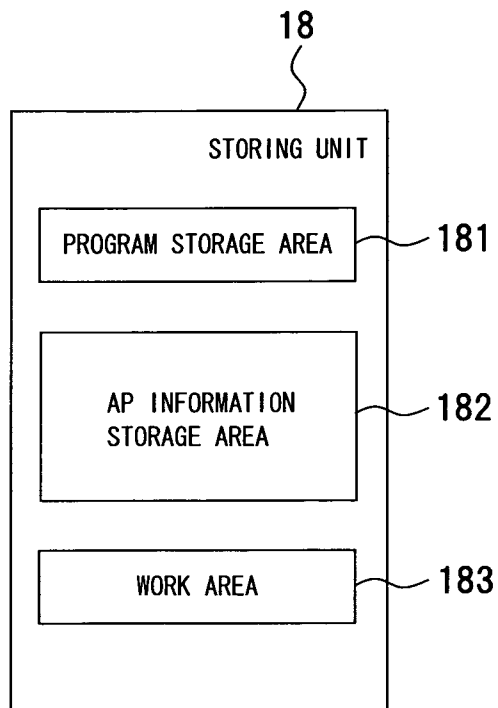 18
STORING UNIT
PROGRAM STORAGE AREA
181
AP INFORMATION
STORAGE AREA
182
WORK AREA
183